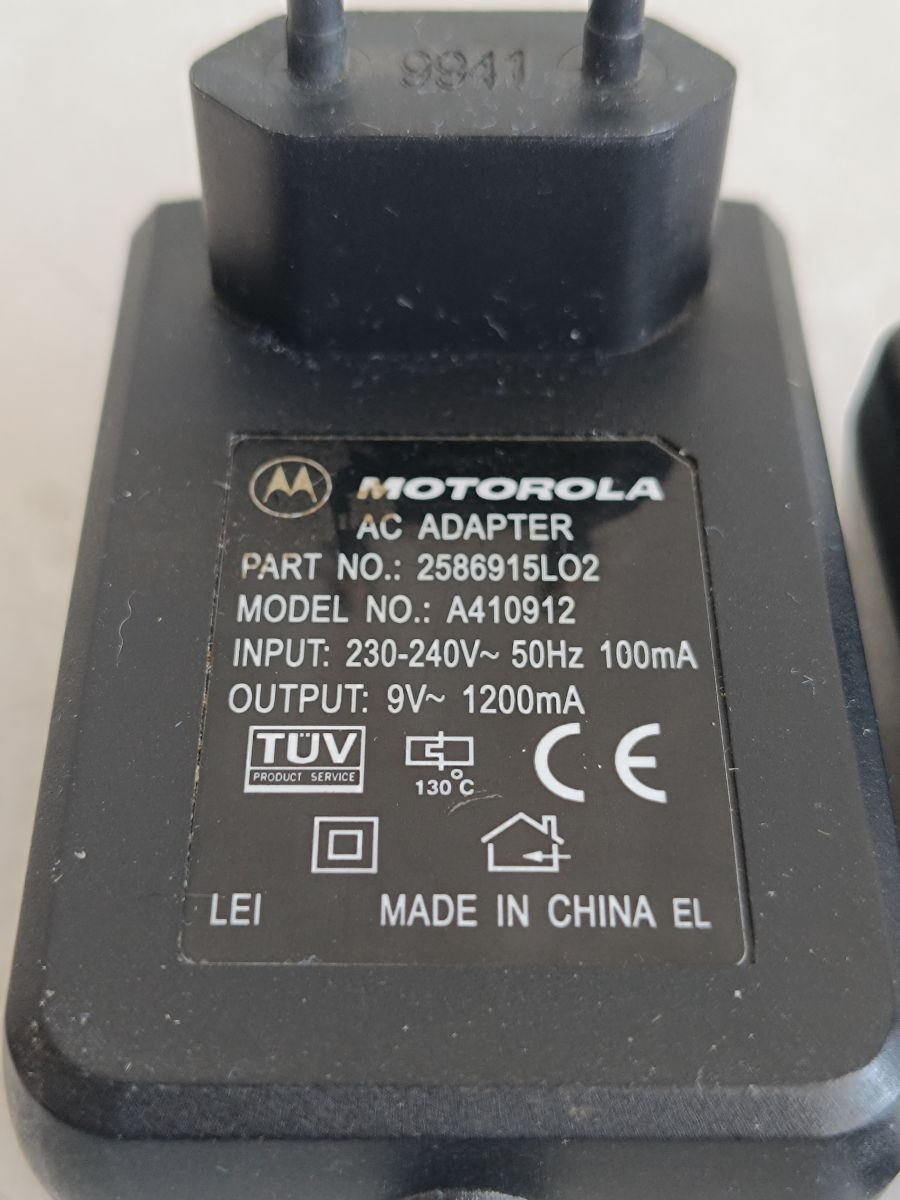 9941
MOTOROLA
AC ADAPTER
PART NO.: 2586915LO2
MODEL NO.: A410912
INPUT: 230-240V~ 50Hz 100mA
OUTPUT: 9V~ 1200mA
TÜV
PRODUCT SERVICE
130°C
CE
LEI MADE IN CHINA EL